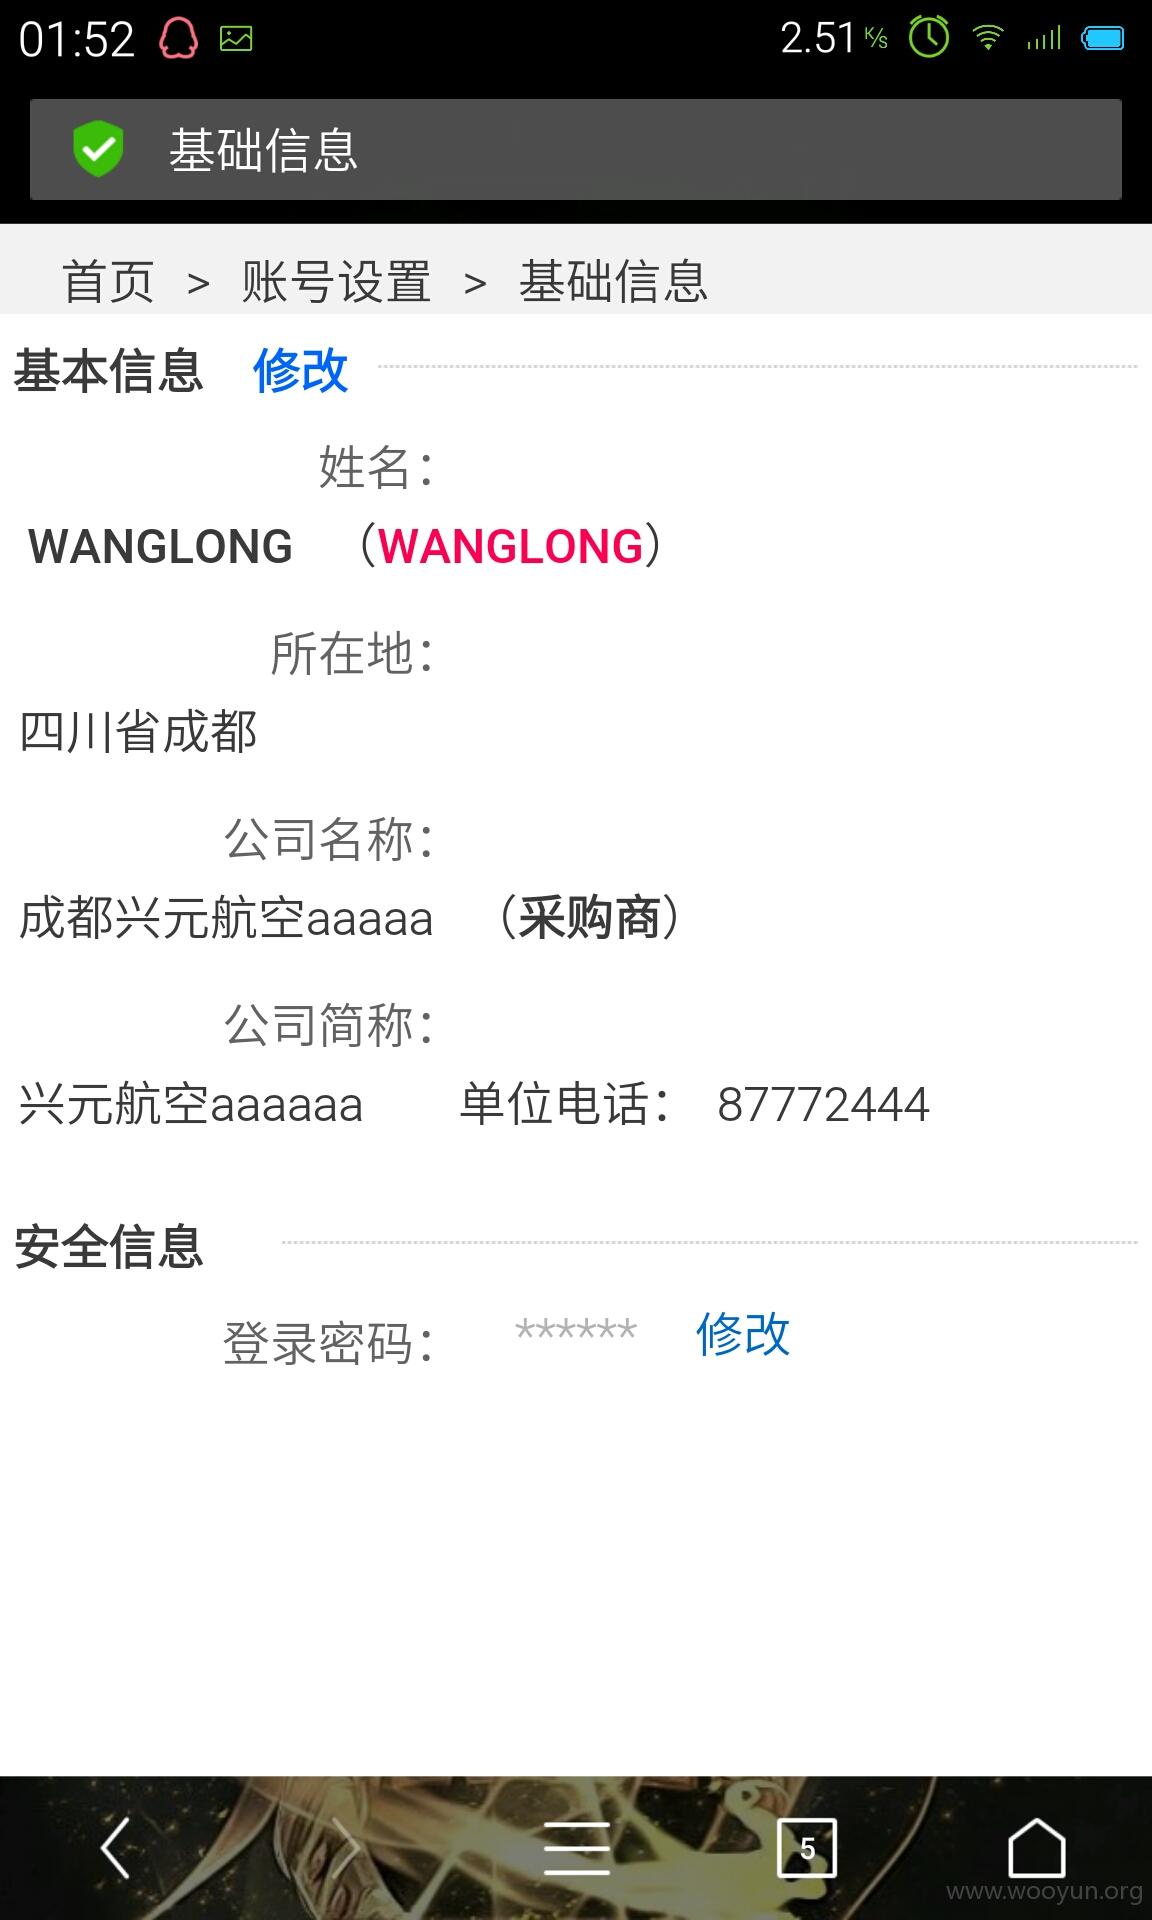 01:52
2.51 K/s
基础信息
首页 > 账号设置 > 基础信息
基本信息 修改
姓名：
WANGLONG （WANGLONG）
所在地：
四川省成都
公司名称：
成都兴元航空aaaaa （采购商）
公司简称：
兴元航空aaaaaa 单位电话： 87772444
安全信息
登录密码： ****** 修改
5
www.wooyun.org